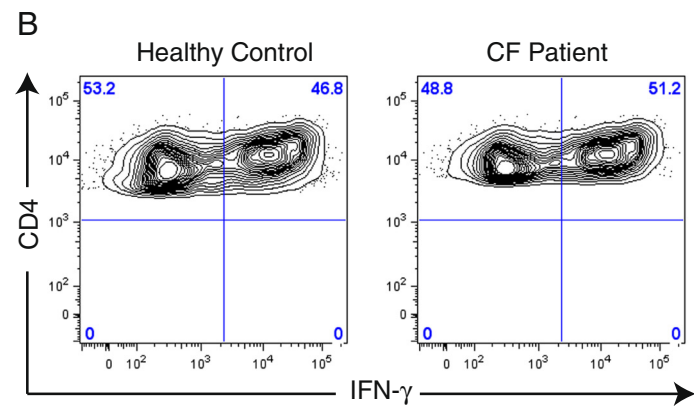 B
Healthy Control
CF Patient
53.2 46.8
48.8 51.2
10⁵
10⁴
10³
10²
0
0 0
10⁵
10⁴
10³
10²
0
0 0
0 10² 10³ 10⁴ 10⁵
0 10² 10³ 10⁴ 10⁵
CD4
IFN-γ